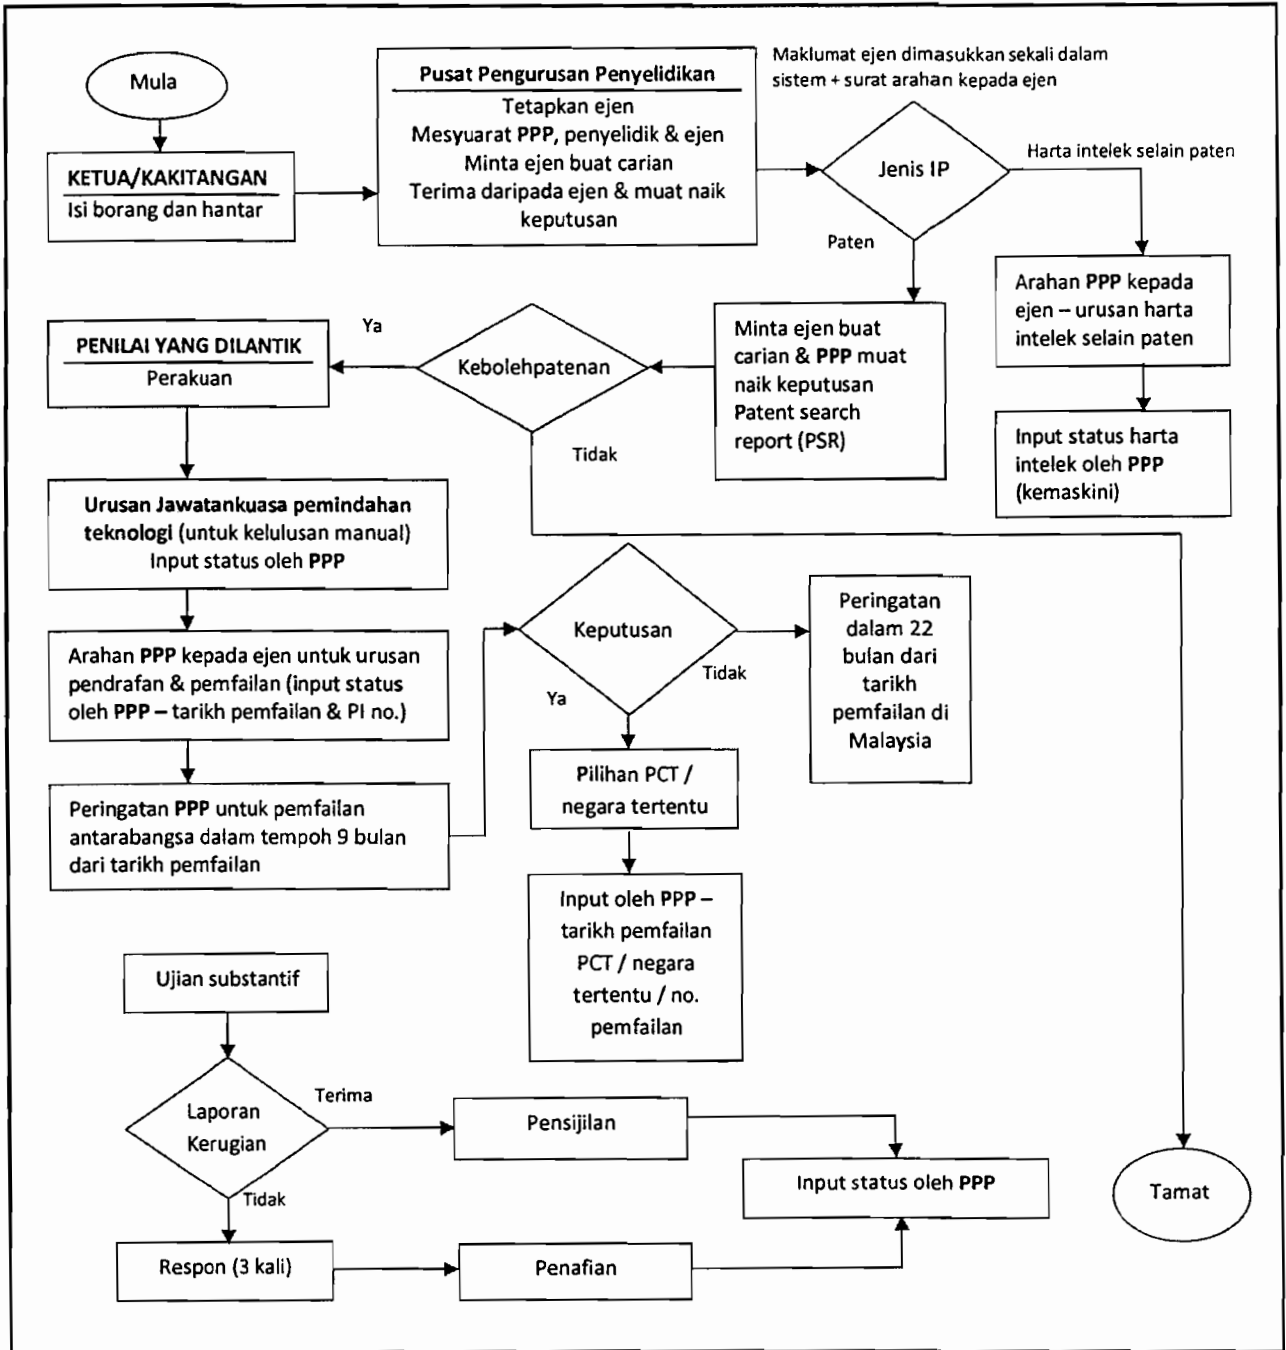 Mula
KETUA/KAKITANGAN
Isi borang dan hantar
Pusat Pengurusan Penyelidikan
Tetapkan ejen
Mesyuarat PPP, penyelidik & ejen
Minta ejen buat carian
Terima daripada ejen & muat naik
keputusan
Maklumat ejen dimasukkan sekali dalam
sistem + surat arahan kepada ejen
Jenis IP
Harta intelek selain paten
Paten
Arahan PPP kepada
ejen – urusan harta
intelek selain paten
Input status harta
intelek oleh PPP
(kemaskini)
Minta ejen buat
carian & PPP muat
naik keputusan
Patent search
report (PSR)
Kebolehpatenan
Ya
Tidak
PENILAI YANG DILANTIK
Perakuan
Urusan Jawatankuasa pemindahan
teknologi (untuk kelulusan manual)
Input status oleh PPP
Arahan PPP kepada ejen untuk urusan
pendrafan & pemfailan (input status
oleh PPP – tarikh pemfailan & PI no.)
Peringatan PPP untuk pemfailan
antarabangsa dalam tempoh 9 bulan
dari tarikh pemfailan
Keputusan
Tidak
Ya
Peringatan
dalam 22
bulan dari
tarikh
pemfailan di
Malaysia
Pilihan PCT /
negara tertentu
Input oleh PPP –
tarikh pemfailan
PCT / negara
tertentu / no.
pemfailan
Ujian substantif
Laporan
Kerugian
Terima
Tidak
Pensijilan
Respon (3 kali)
Penafian
Input status oleh PPP
Tamat